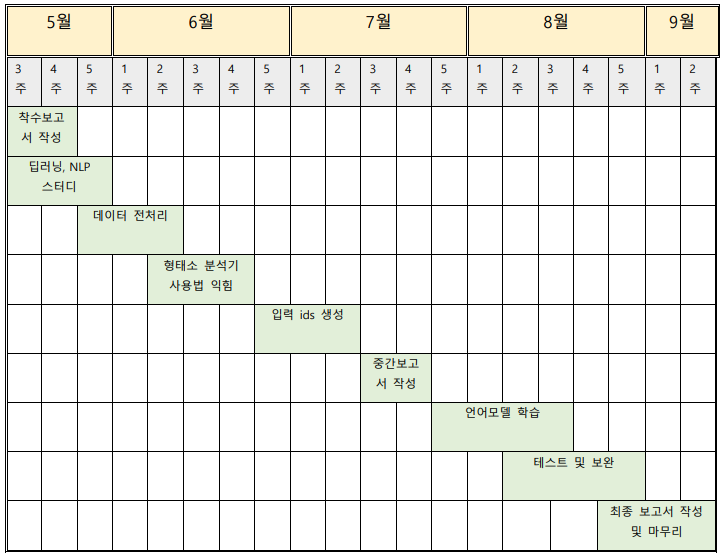 5월 6월 7월 8월 9월
3 4 5 1 2 3 4 5 1 2 3 4 5 1 2 3 4 5 1 2
주 주 주 주 주 주 주 주 주 주 주 주 주 주 주 주 주 주 주 주
착수보고
서 작성
딥러닝, NLP
스터디
데이터 전처리
형태소 분석기
사용법 익힘
입력 ids 생성
중간보고
서 작성
언어모델 학습
테스트 및 보완
최종 보고서 작성
및 마무리